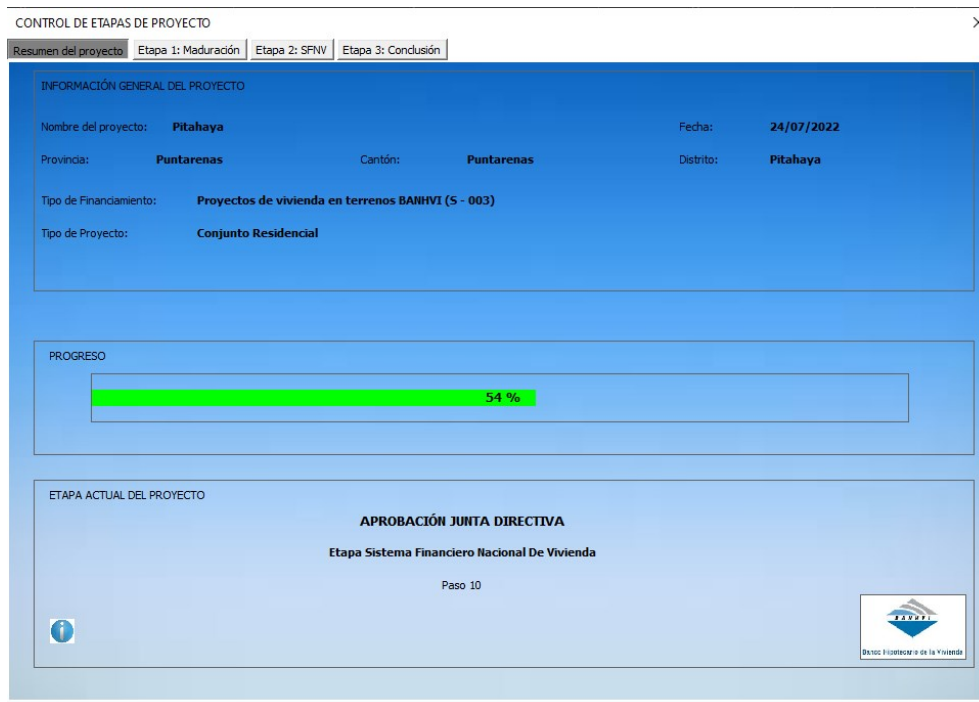 CONTROL DE ETAPAS DE PROYECTO
Resumen del proyecto Etapa 1: Maduración Etapa 2: SFNV Etapa 3: Conclusión
INFORMACIÓN GENERAL DEL PROYECTO
Nombre del proyecto: Pitahaya Fecha: 24/07/2022
Provincia: Puntarenas Cantón: Puntarenas Distrito: Pitahaya
Tipo de Financiamiento: Proyectos de vivienda en terrenos BANHVI (S - 003)
Tipo de Proyecto: Conjunto Residencial
PROGRESO
54 %
ETAPA ACTUAL DEL PROYECTO
APROBACIÓN JUNTA DIRECTIVA
Etapa Sistema Financiero Nacional De Vivienda
Paso 10
BANHVI
Banco Hipotecario de la Vivienda